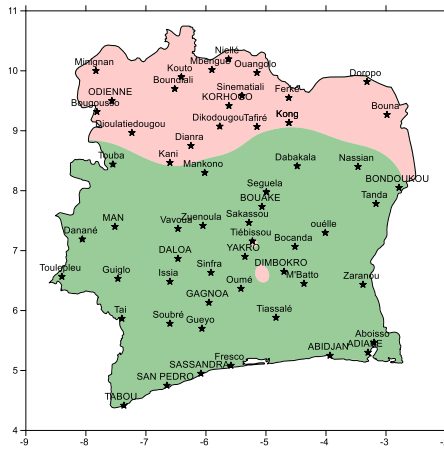 11
Nielle
Mbengue
Ouangolo
Kouto
Minignan
10
Doropo
Boundiali
Sinematiali
Ferke
ODIENNE
KORHOGO
Bougousso
Bouna
Dikodougou
Tafiré
Kong
9
Dioulatiedougou
Dianra
Touba
Kani
Mankono
Dabakala
Nassian
8
Seguela
BONDOUKOU
BOUAKE
Tanda
MAN
Vavoua
Zuenoula
Sakassou
Danané
Tiébissou
ouélle
Bocanda
7
DALOA
YAKRO
Toulepleu
Guiglo
Issia
Sinfra
DIMBOKRO
M'Batto
Zaranou
Oumé
GAGNOA
6
Tai
Soubré
Gueyo
Tiassalé
Aboisso
ABIDJAN
ADIAKE
Fresco
SASSANDRA
5
SAN PEDRO
TABOU
4
-9
-8
-7
-6
-5
-4
-3